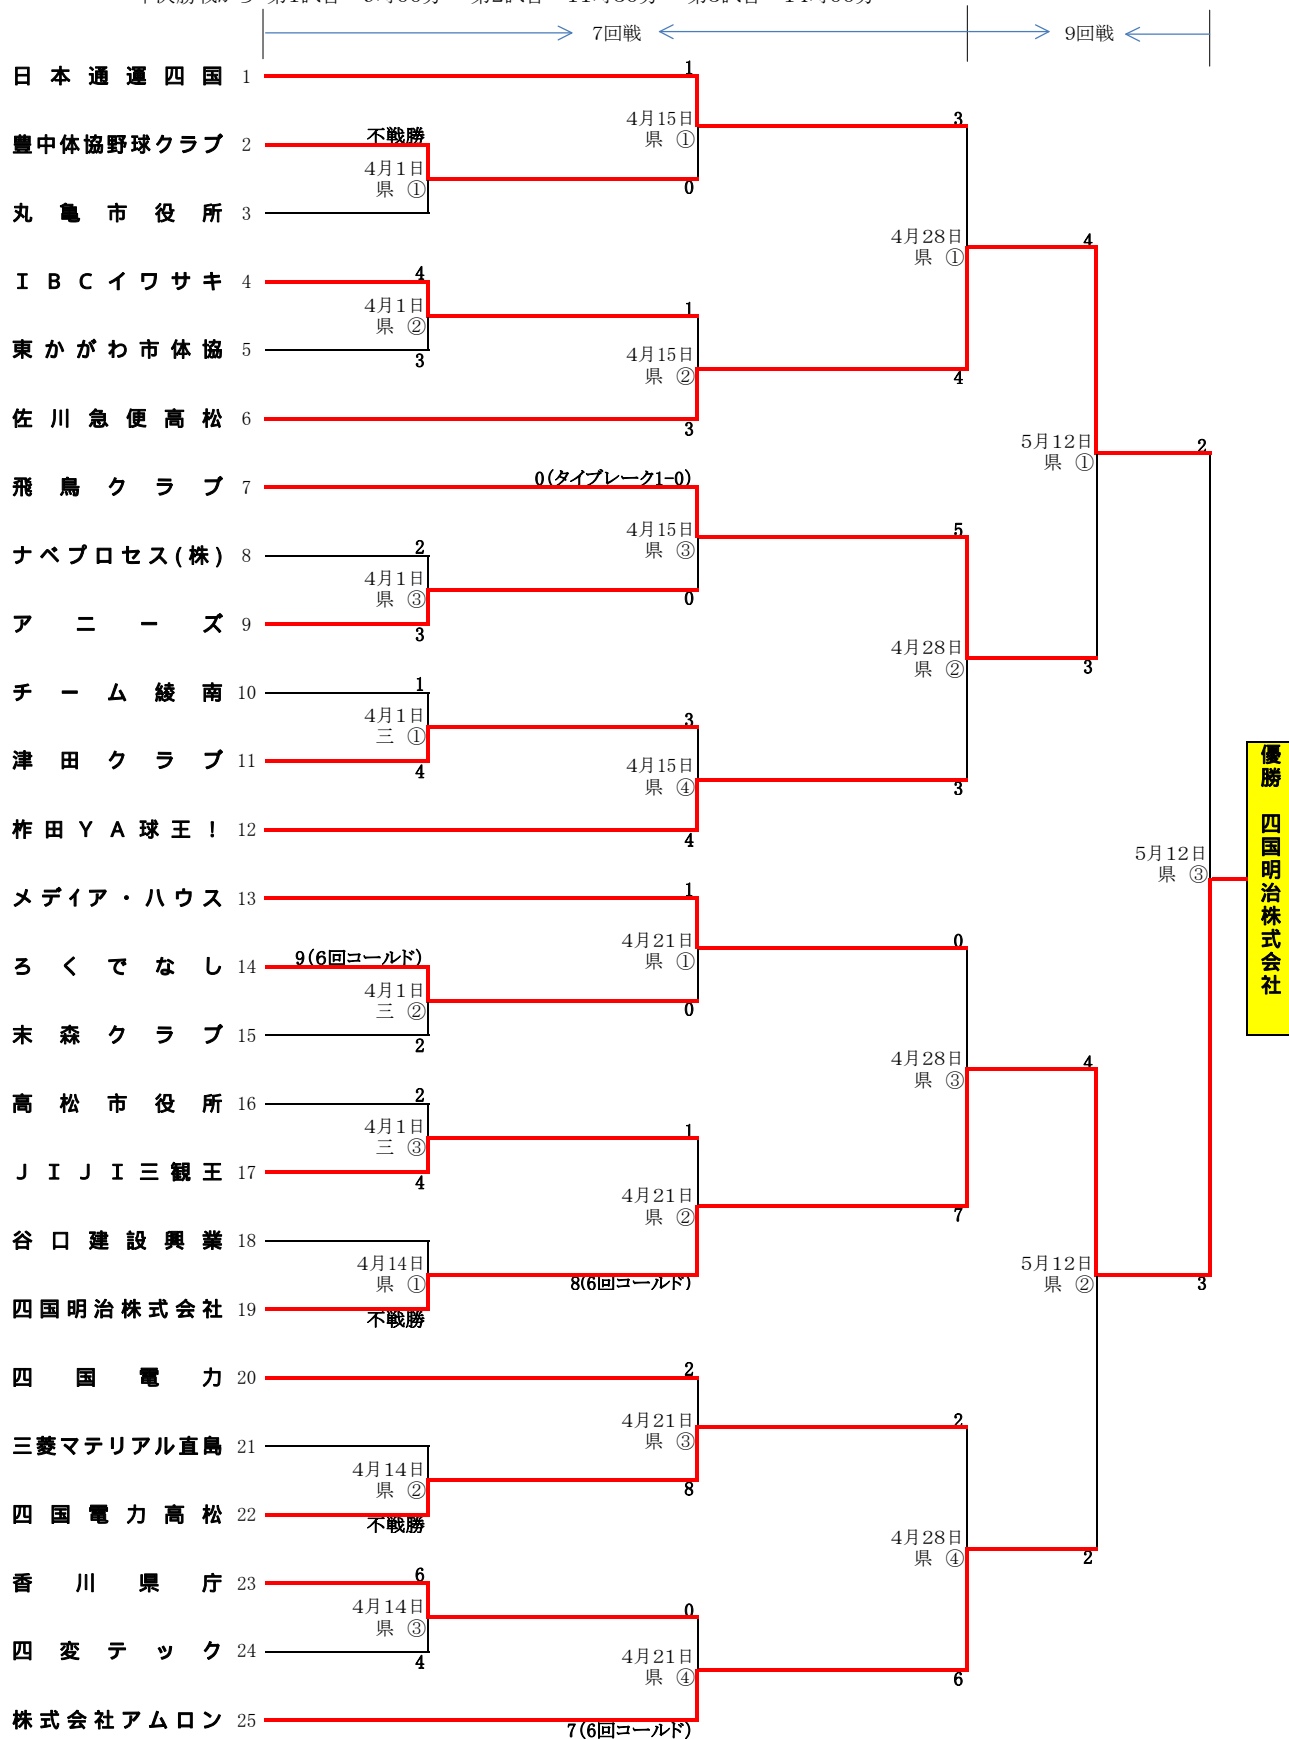 7回戦 9回戦
日本通運四国 1
1
4月15日
県 ①
3
豊中体協野球クラブ 2
不戦勝
4月1日
県 ①
0
丸亀市役所 3
4月28日
県 ①
4
ＩＢＣイワサキ 4
4
4月1日
県 ②
1
東かがわ市体協 5
3
4月15日
県 ②
4
佐川急便高松 6
3
5月12日
県 ①
2
飛鳥クラブ 7
0(タイブレーク1-0)
4月15日
県 ③
5
ナベプロセス(株) 8
2
4月1日
県 ③
0
アニーズ 9
3
4月28日
県 ②
3
チーム綾南 10
1
4月1日
三 ①
3
津田クラブ 11
4
4月15日
県 ④
3
柞田ＹＡ球王！ 12
4
5月12日
県 ③
優勝 四国明治株式会社
メディア・ハウス 13
1
4月21日
県 ①
0
ろくでなし 14
9(6回コールド)
4月1日
三 ②
0
末森クラブ 15
2
4月28日
県 ③
4
高松市役所 16
2
4月1日
三 ③
1
ＪＩＪＩ三観王 17
4
4月21日
県 ②
7
谷口建設興業 18
4月14日
県 ①
8(6回コールド)
四国明治株式会社 19
不戦勝
5月12日
県 ②
3
四国電力 20
2
4月21日
県 ③
2
三菱マテリアル直島 21
4月14日
県 ②
8
四国電力高松 22
不戦勝
4月28日
県 ④
2
香川県庁 23
6
4月14日
県 ③
0
四変テック 24
4
4月21日
県 ④
6
株式会社アムロン 25
7(6回コールド)